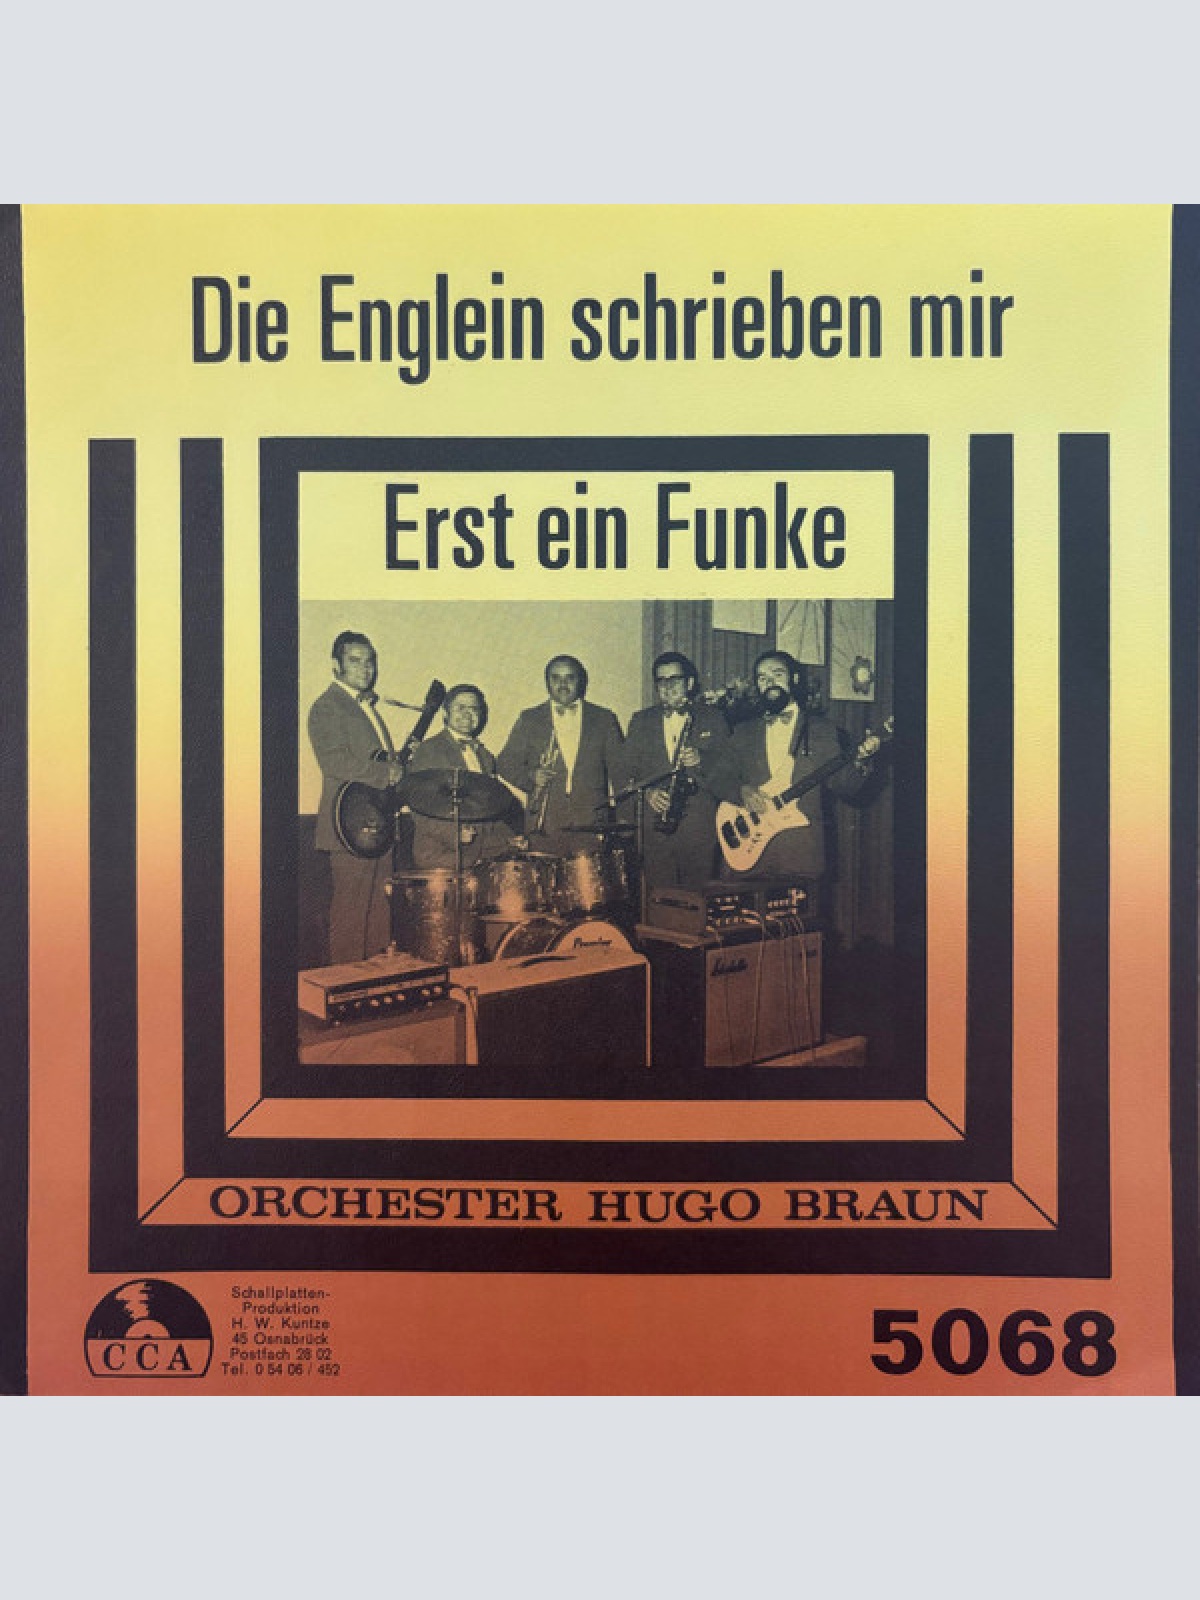 Die Englein schrieben mir
Erst ein Funke
Premier
ORCHESTER HUGO BRAUN
CCA
Schallplatten-
Produktion
H. W. Kuntze
45 Osnabrück
Postfach 28 02
Tel. 0 54 06 / 452
5068